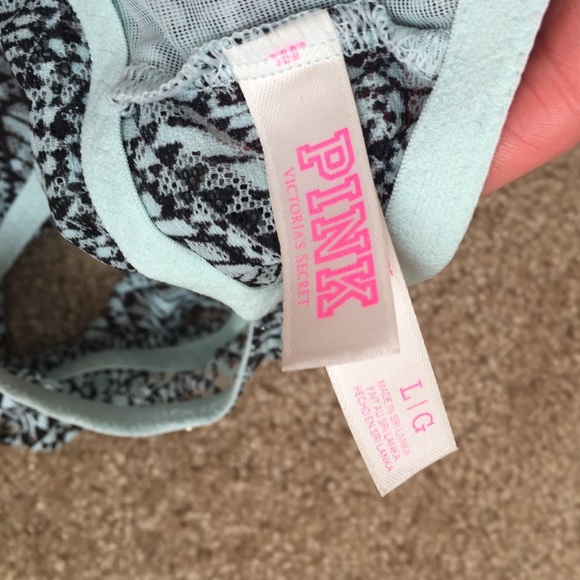 PINK
VICTORIA'S SECRET
L|G
MADE IN SRI LANKA
FAIT AU SRI LANKA
HECHO EN SRI LANKA